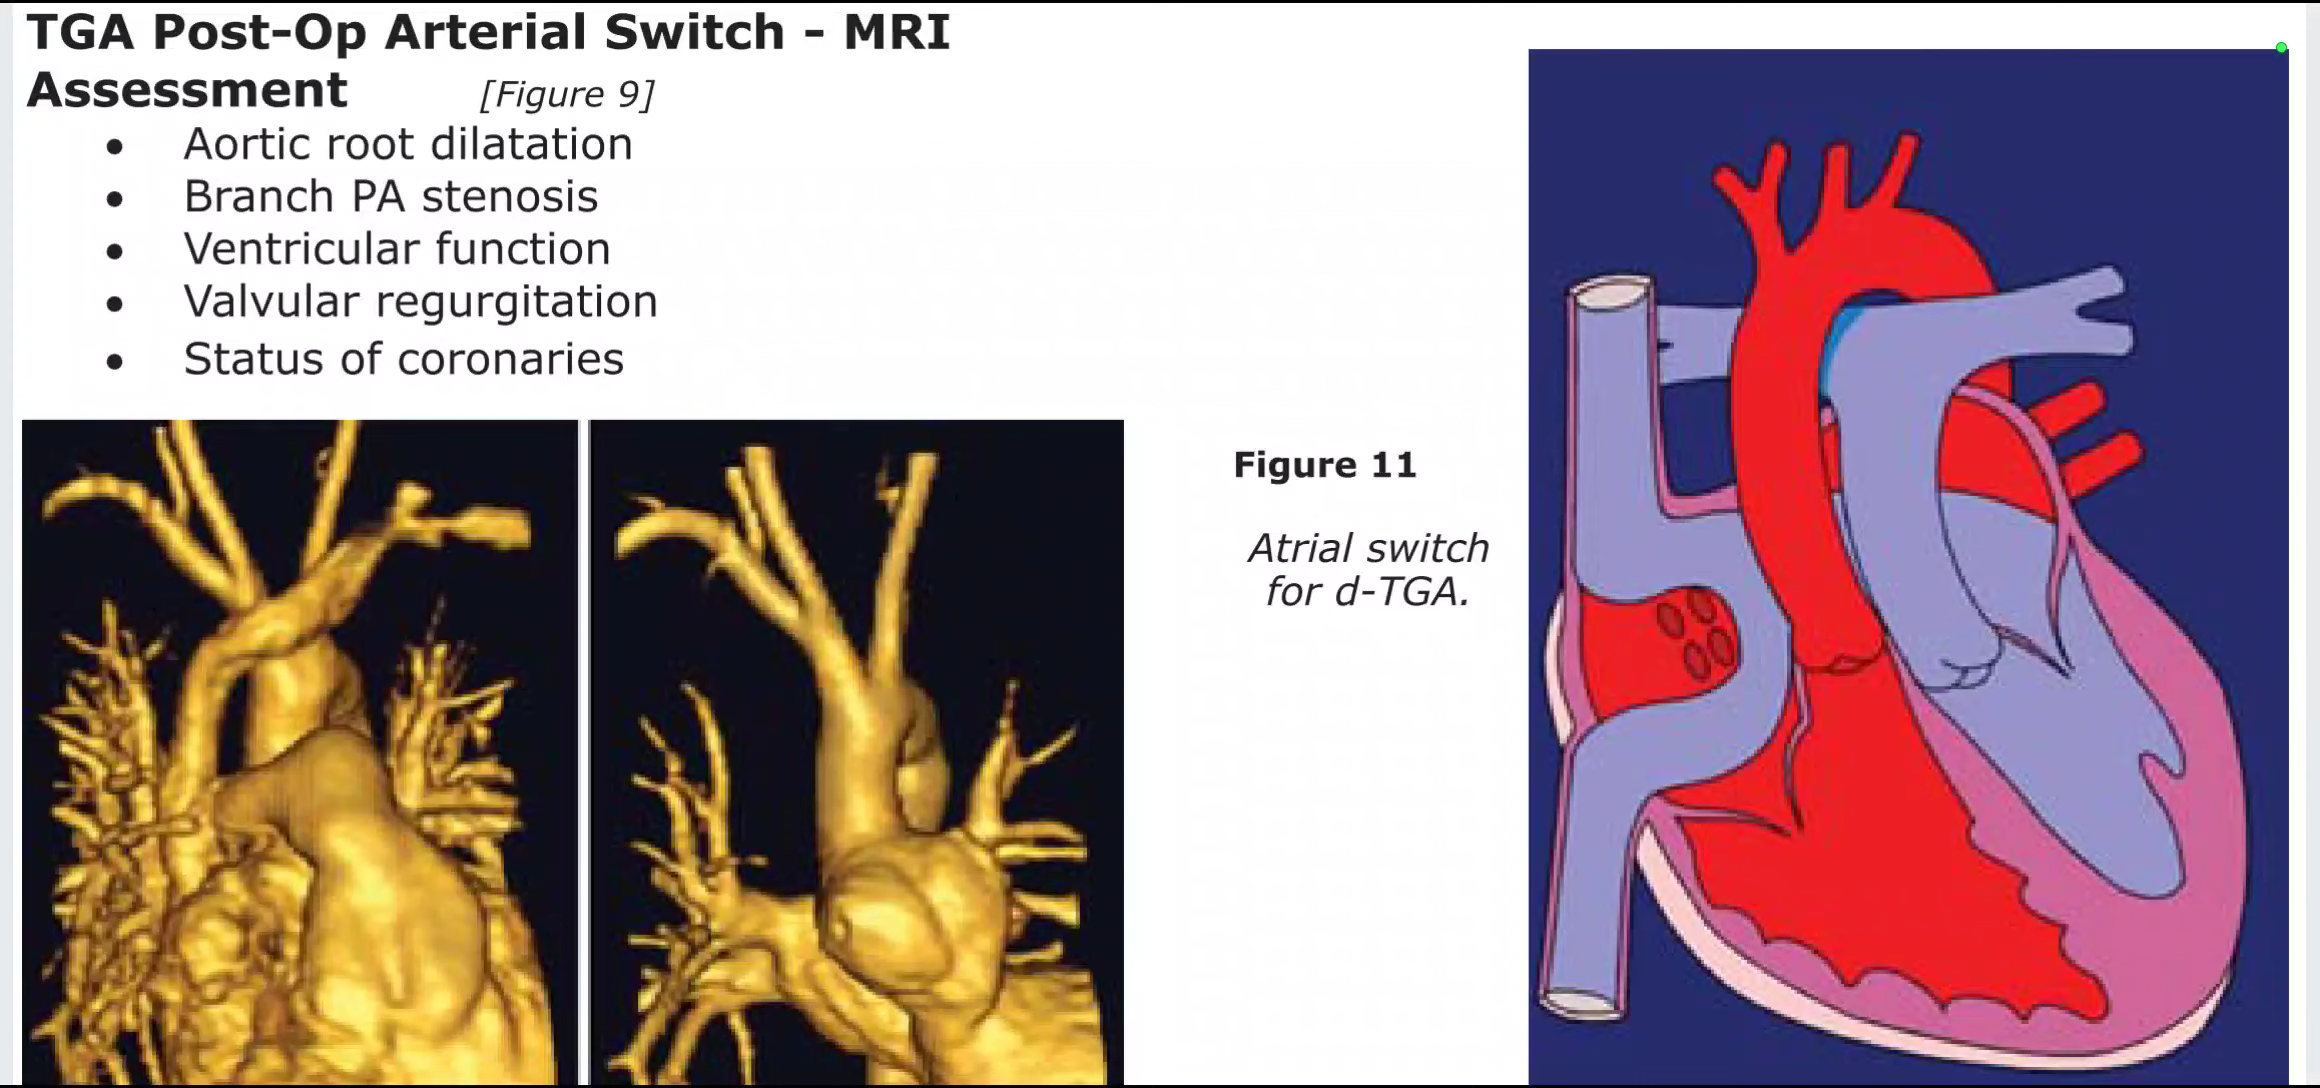 TGA Post-Op Arterial Switch - MRI
Assessment [Figure 9]
• Aortic root dilatation
• Branch PA stenosis
• Ventricular function
• Valvular regurgitation
• Status of coronaries
Figure 11
Atrial switch
for d-TGA.